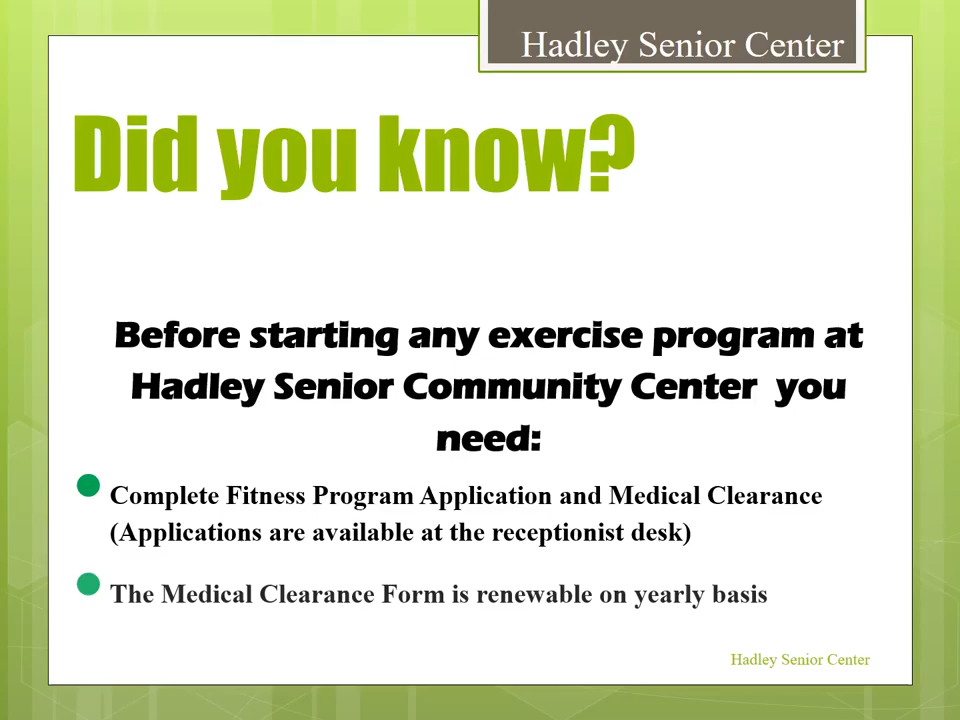 Hadley Senior Center
Did you know?
Before starting any exercise program at
Hadley Senior Community Center  you
need:
Complete Fitness Program Application and Medical Clearance
(Applications are available at the receptionist desk)
The Medical Clearance Form is renewable on yearly basis
Hadley Senior Center